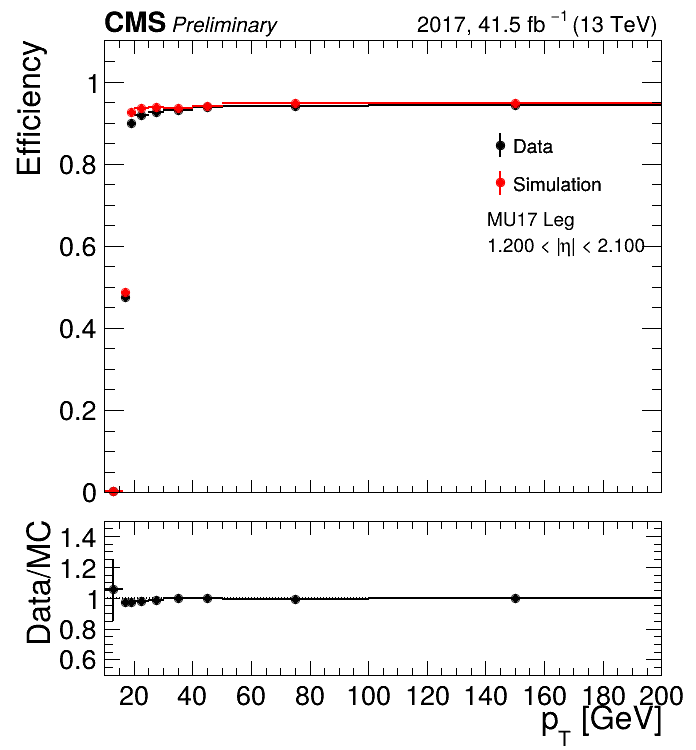 CMS Preliminary 2017, 41.5 fb⁻¹ (13 TeV)
Efficiency
1
0.8
0.6
0.4
0.2
0
Data
Simulation
MU17 Leg
1.200 < |η| < 2.100
Data/MC
1.4
1.2
1
0.8
0.6
20 40 60 80 100 120 140 160 180 200
p_T [GeV]